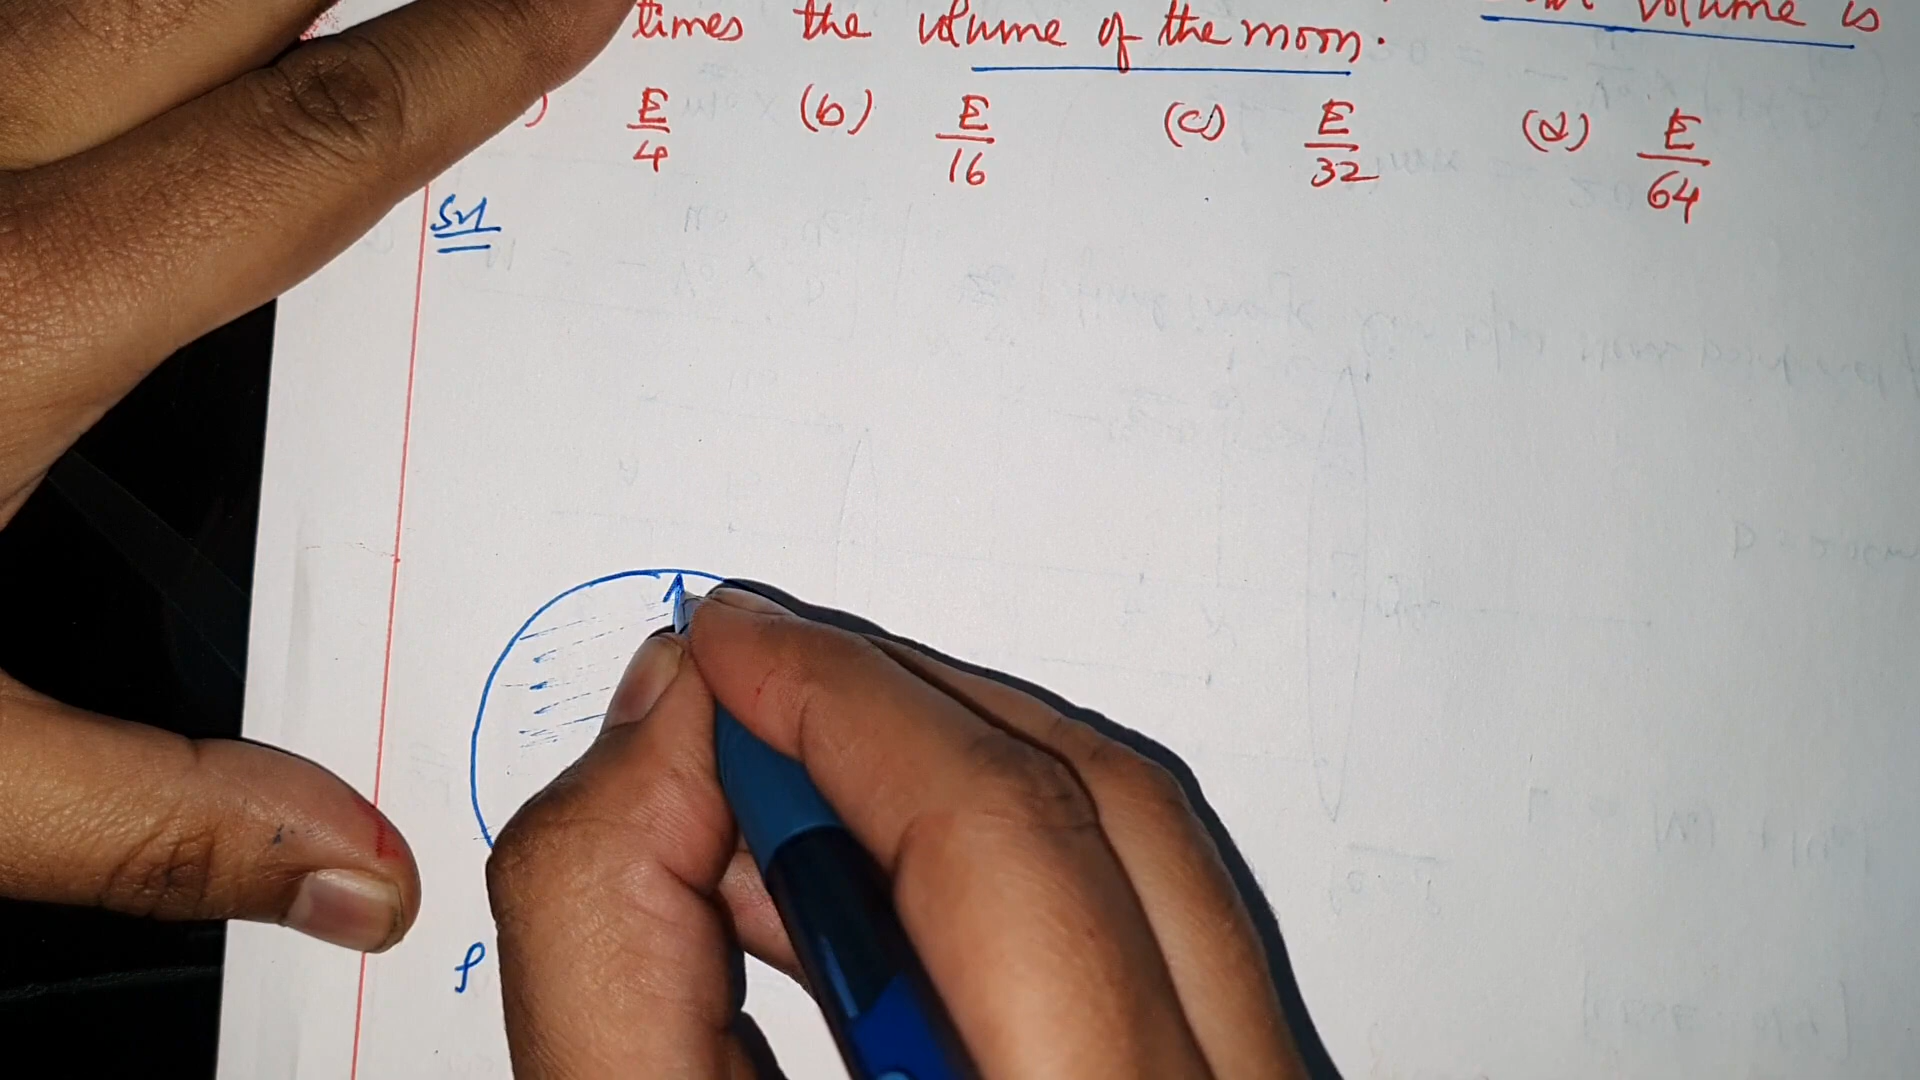 volume is
times the volume of the moon.
) E/4 (b) E/16 (c) E/32 (d) E/64
Sol
ρ